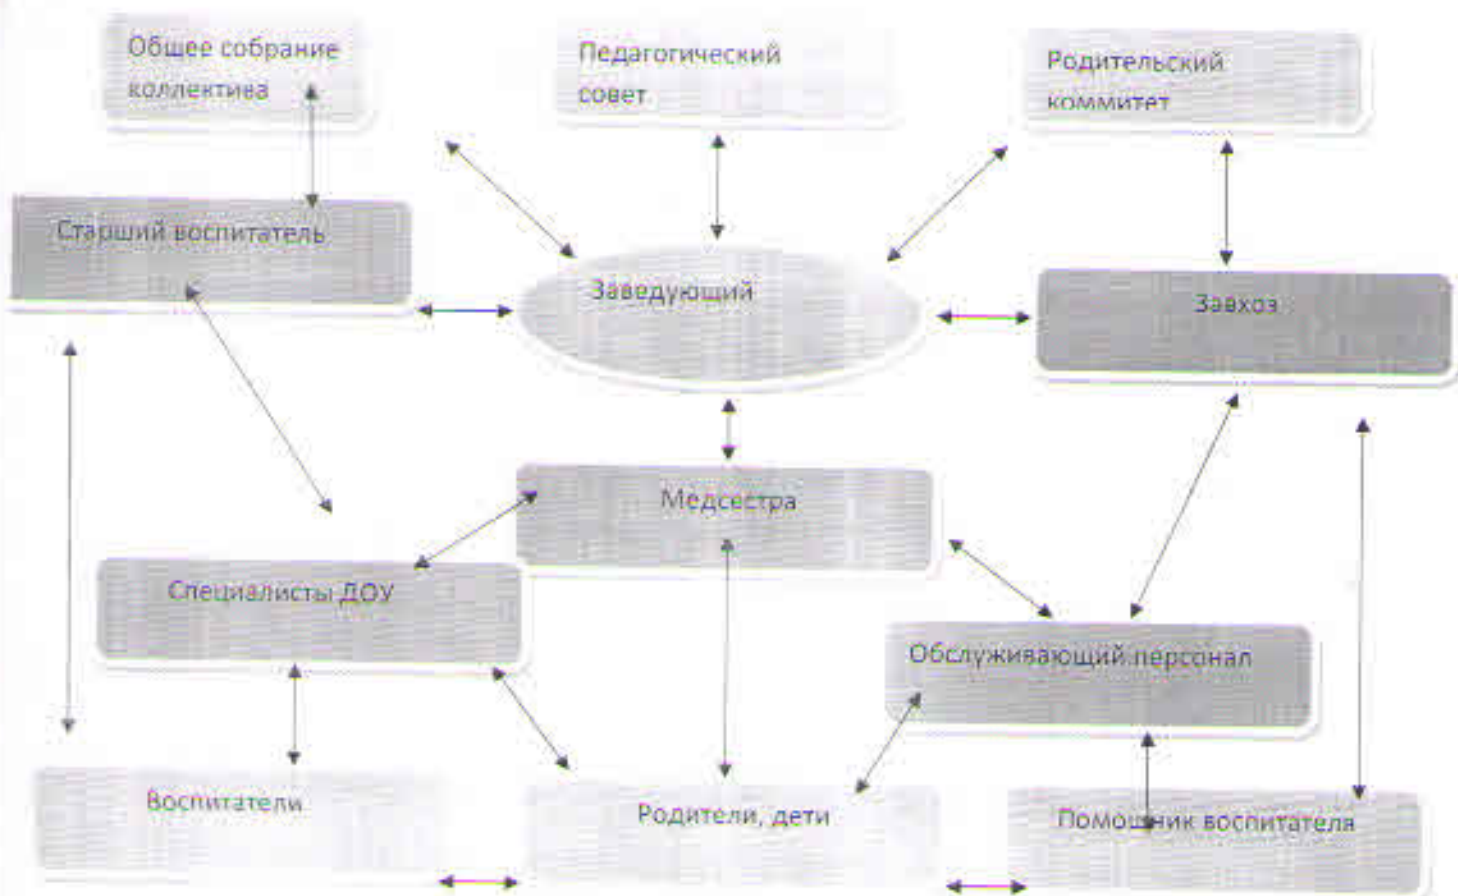 Общее собрание
коллектива
Педагогический
совет
Родительский
коммитет
Старший воспитатель
Заведующий
Завхоз
Медсестра
Специалисты ДОУ
Обслуживающий персонал
Воспитатели
Родители, дети
Помощник воспитателя